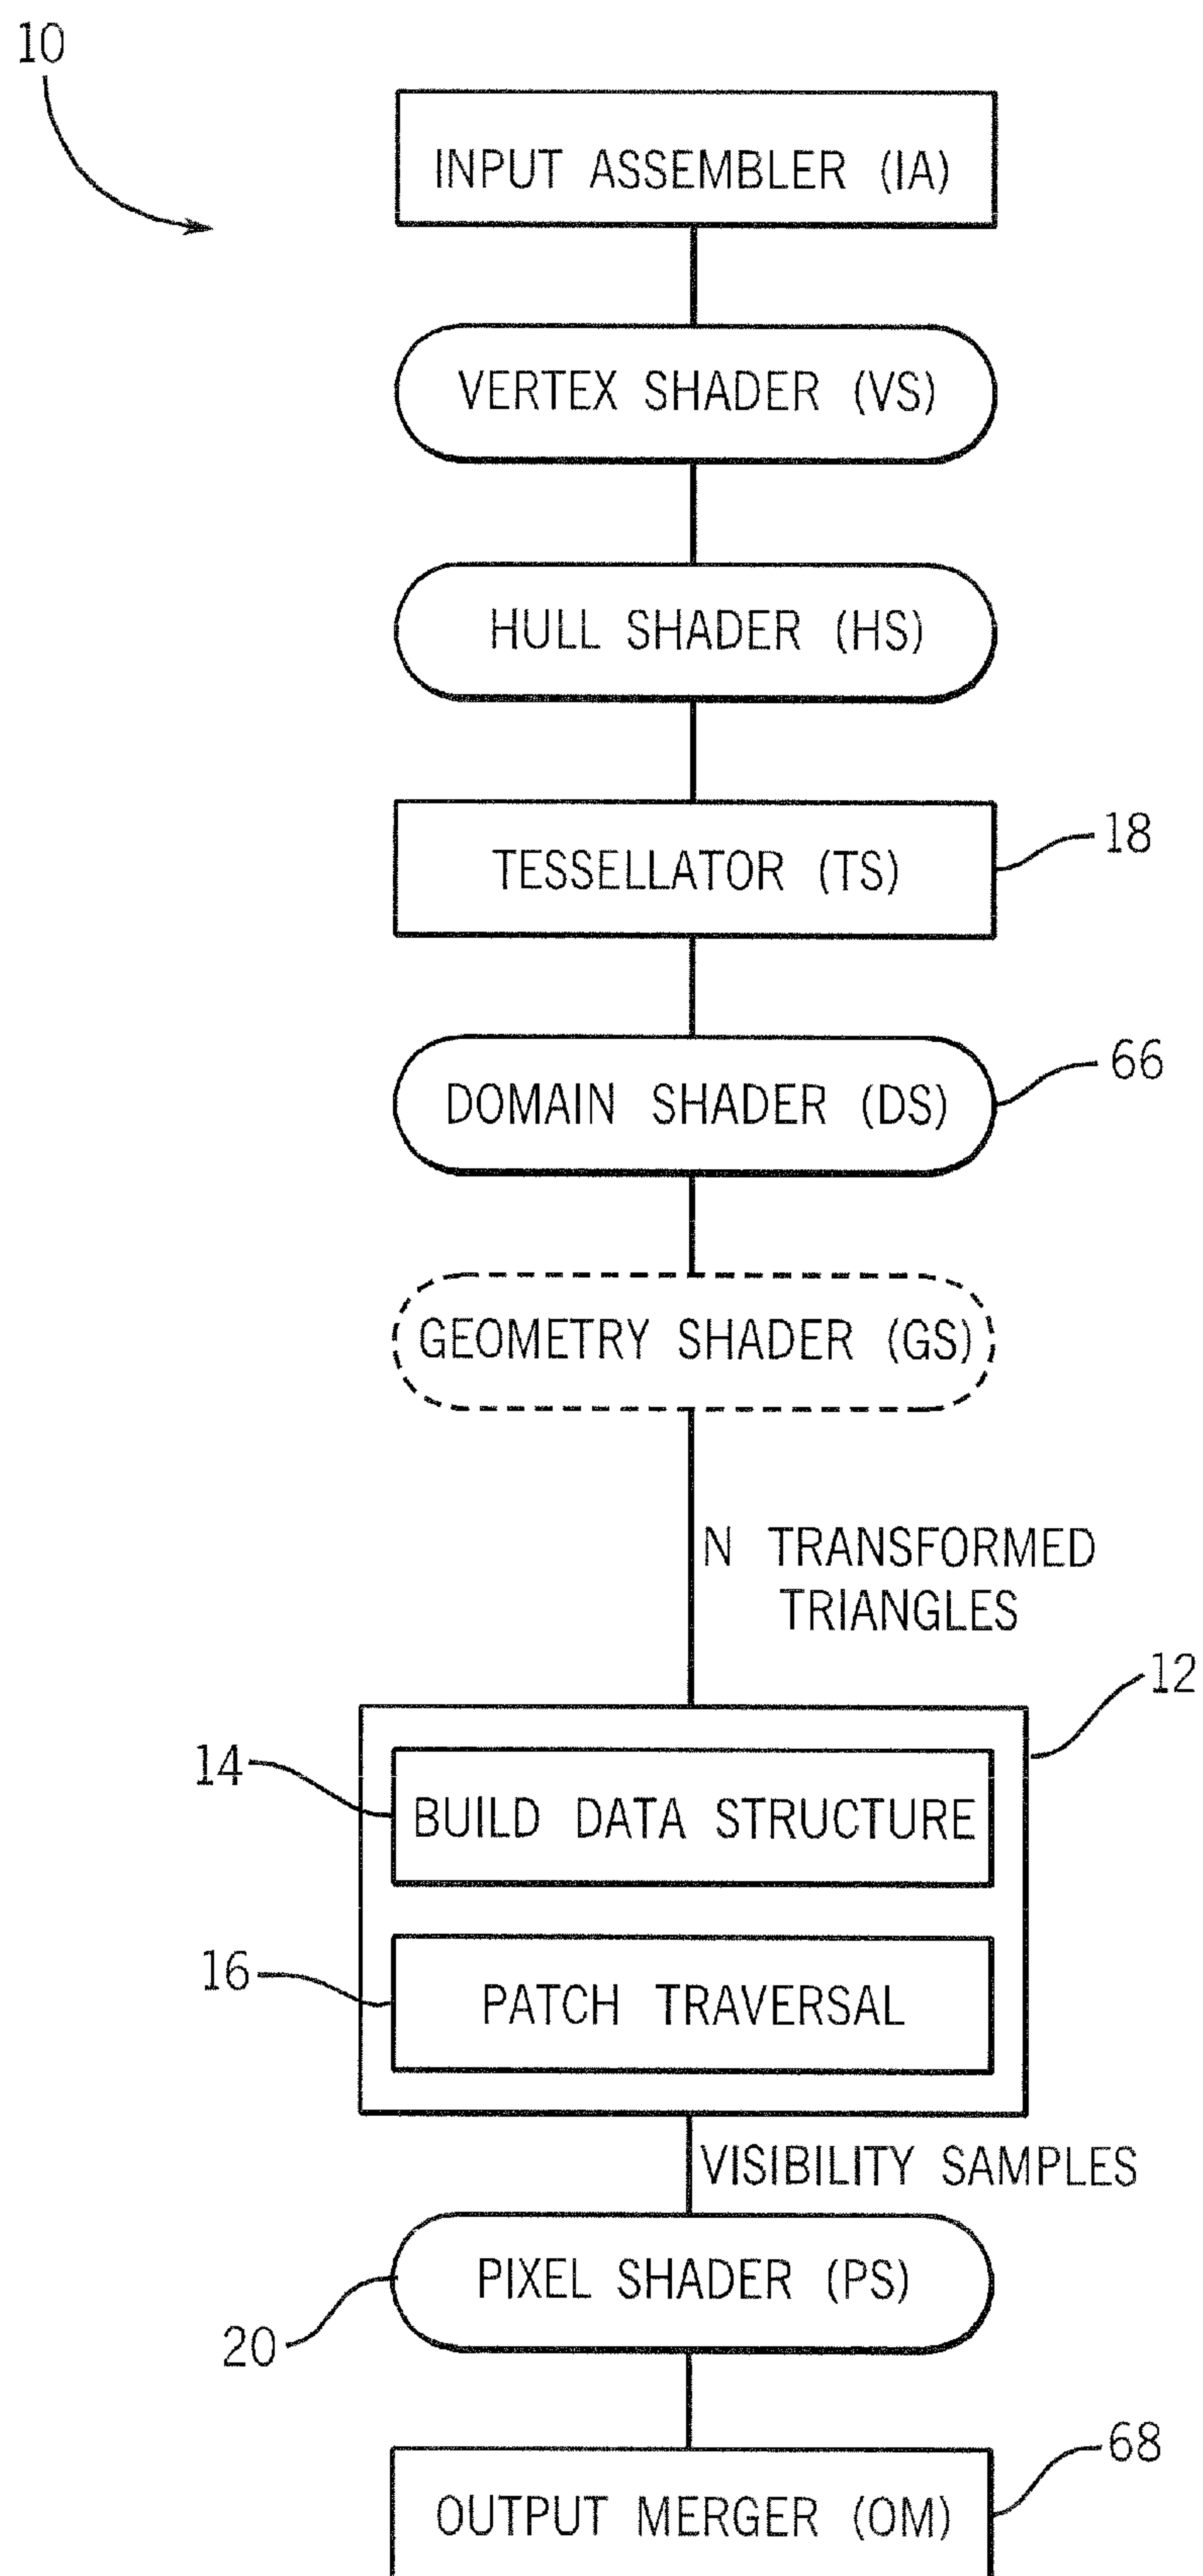 10
INPUT ASSEMBLER (IA)
VERTEX SHADER (VS)
HULL SHADER (HS)
TESSELLATOR (TS)
18
DOMAIN SHADER (DS)
66
GEOMETRY SHADER (GS)
N TRANSFORMED
TRIANGLES
12
14
BUILD DATA STRUCTURE
16
PATCH TRAVERSAL
VISIBILITY SAMPLES
PIXEL SHADER (PS)
20
68
OUTPUT MERGER (OM)